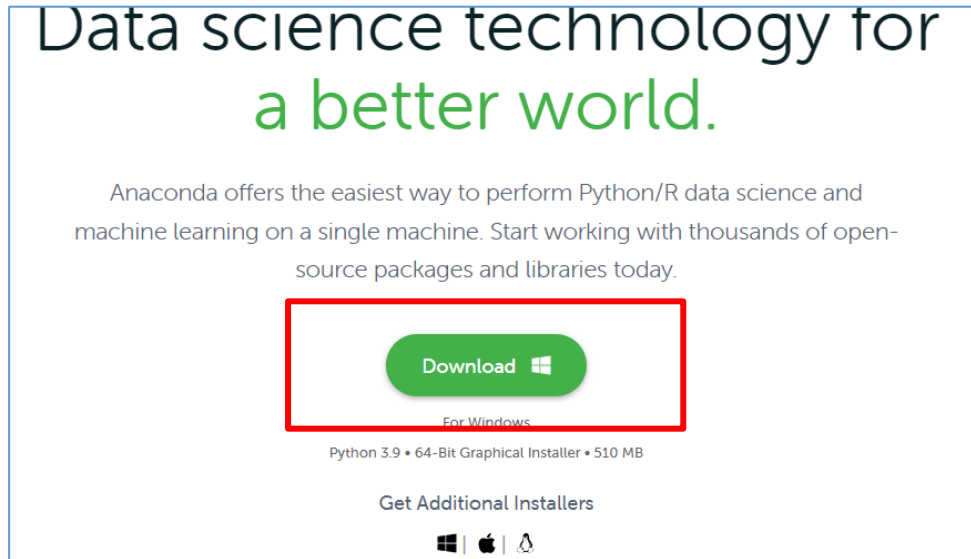 Data science technology for
a better world.
Anaconda offers the easiest way to perform Python/R data science and
machine learning on a single machine. Start working with thousands of open-
source packages and libraries today.
Download
For Windows
Python 3.9 • 64-Bit Graphical Installer • 510 MB
Get Additional Installers
| |